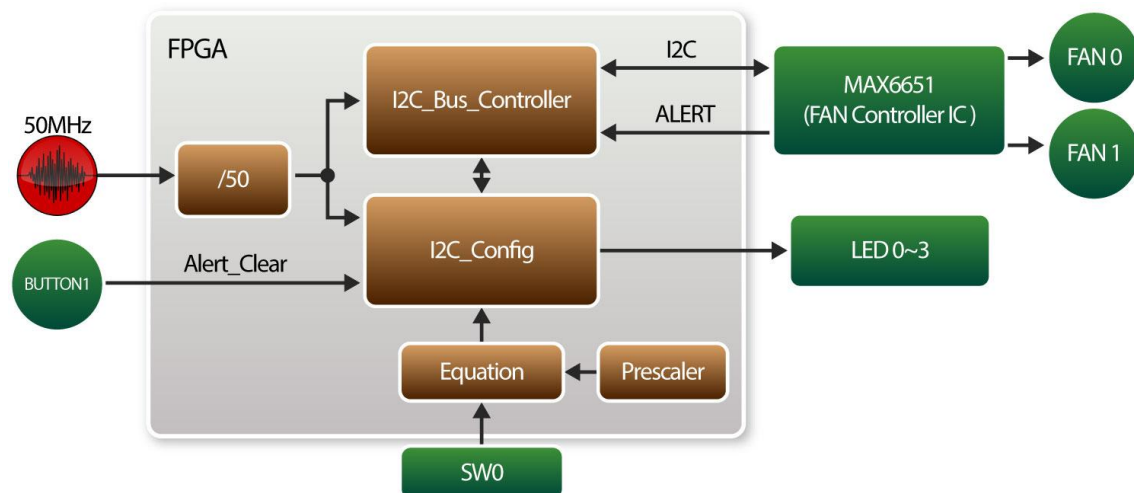 FPGA
I2C_Bus_Controller
I2C
ALERT
MAX6651
(FAN Controller IC )
FAN 0
FAN 1
50MHz
/50
I2C_Config
LED 0~3
BUTTON1
Alert_Clear
Equation
Prescaler
SW0